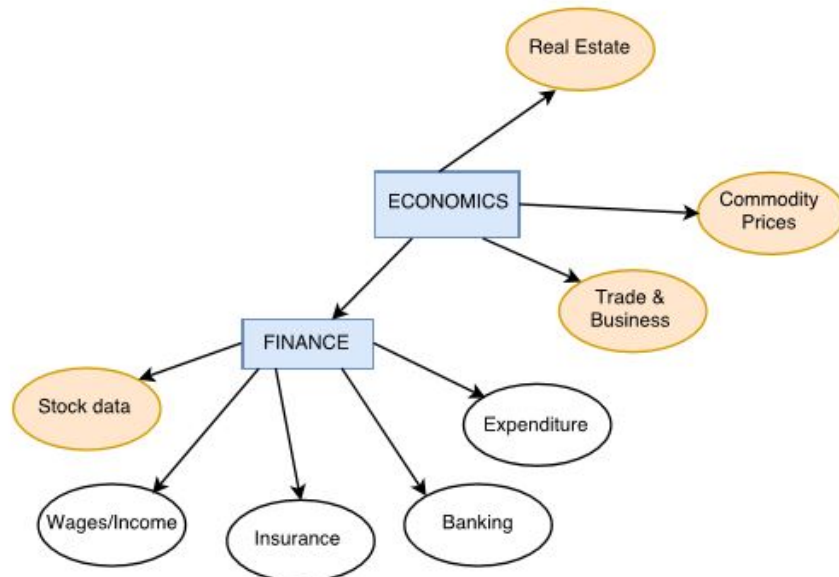 Real Estate
ECONOMICS
Commodity
Prices
Trade &
Business
FINANCE
Stock data
Expenditure
Wages/Income
Insurance
Banking